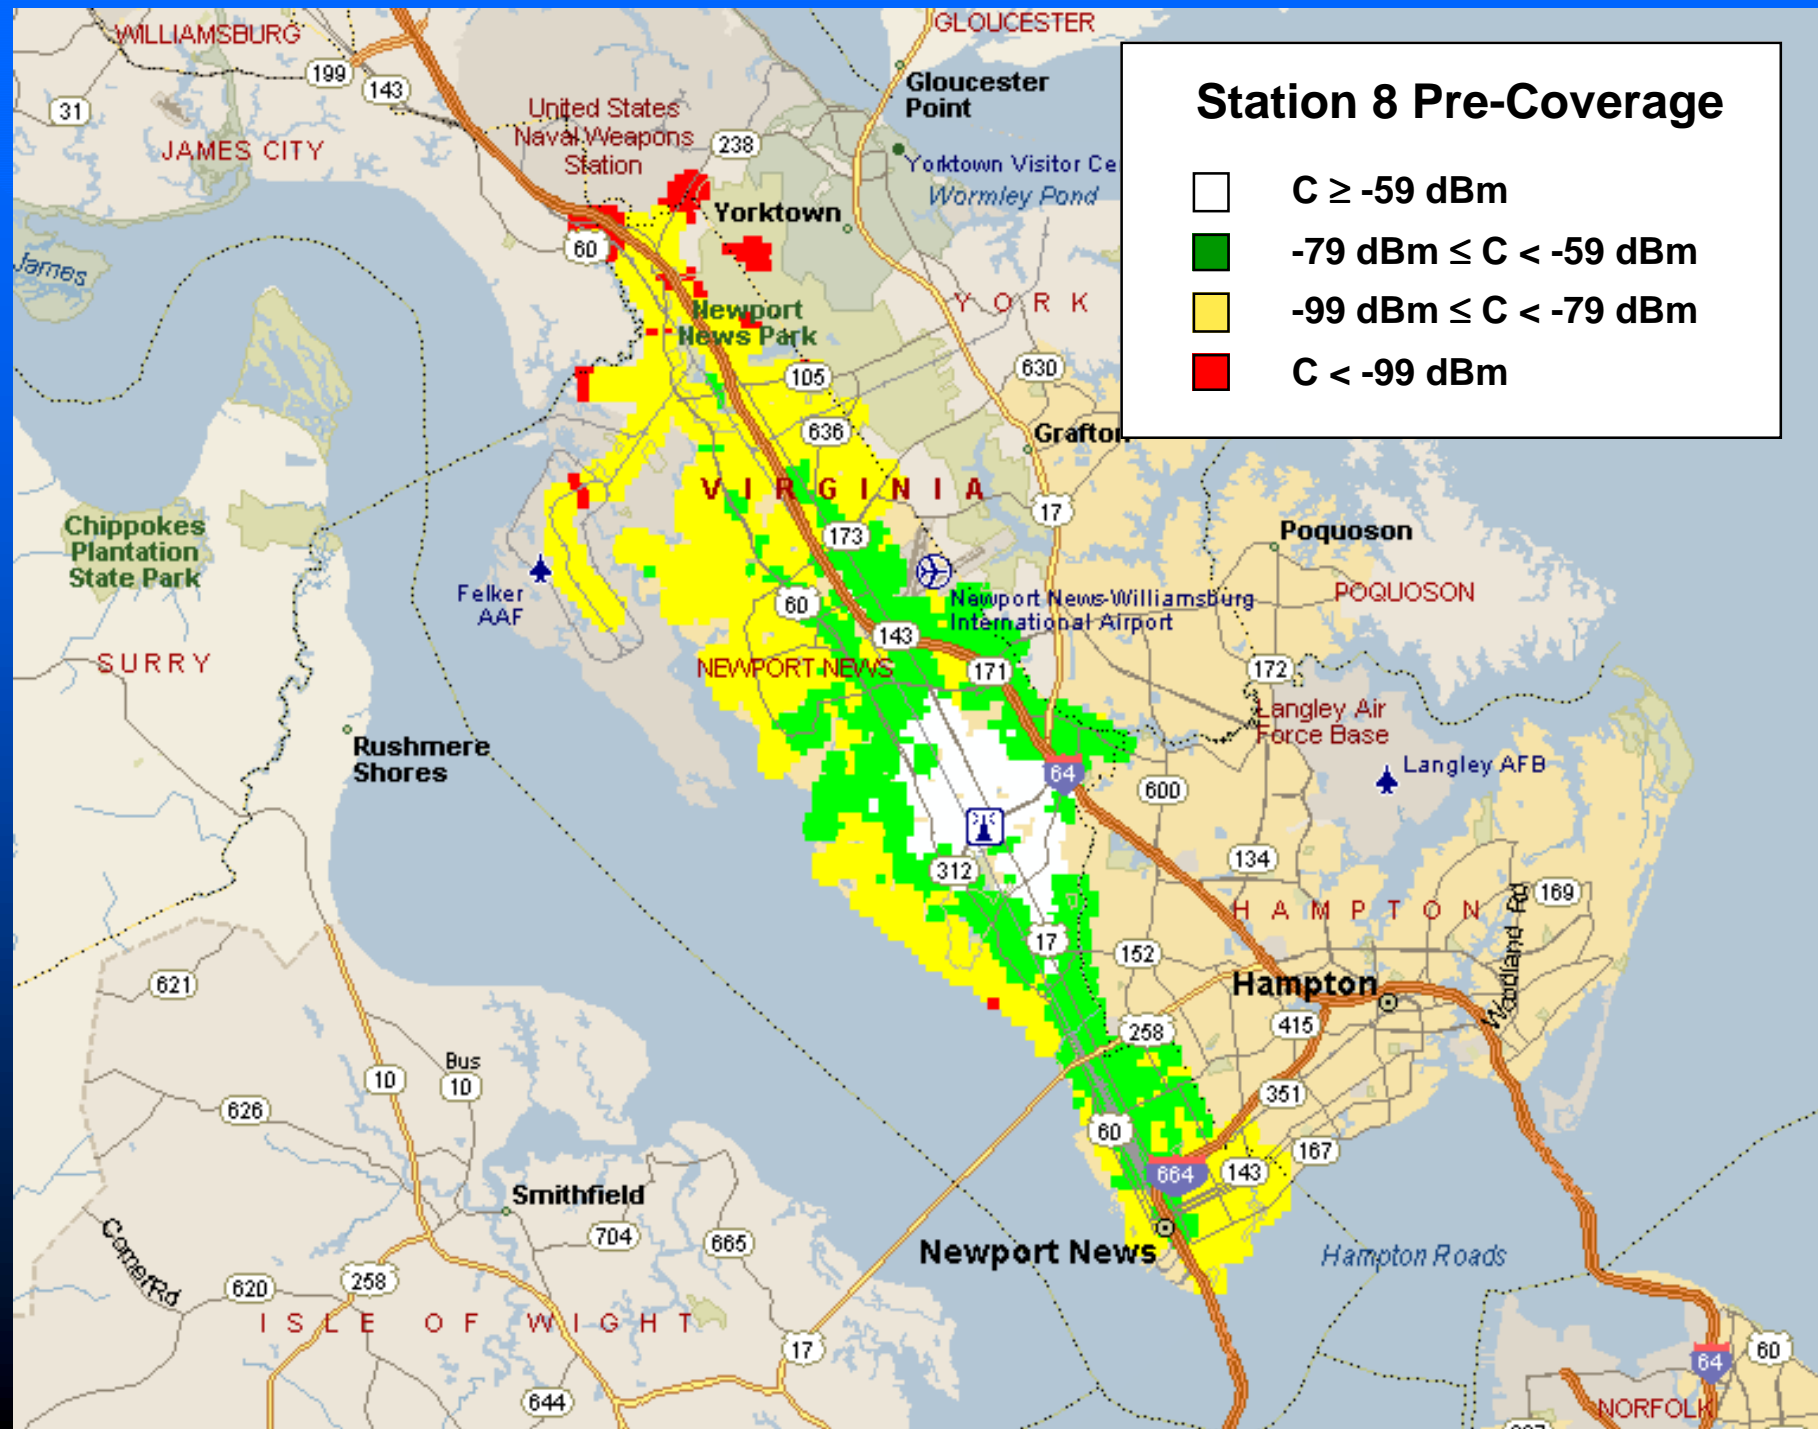 WILLIAMSBURG
GLOUCESTER
199
143
31
Gloucester
Point
Station 8 Pre-Coverage
C ≥ -59 dBm
-79 dBm ≤ C < -59 dBm
-99 dBm ≤ C < -79 dBm
C < -99 dBm
United States
Naval Weapons
Station
238
JAMES CITY
Yorktown Visitor Ce
Wormley Pond
Yorktown
60
James
YORK
Newport
News Park
105
630
636
Grafton
VIRGINIA
17
173
Chippokes
Plantation
State Park
Poquoson
POQUOSON
Felker
AAF
60
Newport News-Williamsburg
International Airport
143
SURRY
NEWPORT NEWS
171
172
Langley Air
Force Base
Rushmere
Shores
64
Langley AFB
600
134
312
169
HAMPTON
Woodland Rd
17
152
621
Hampton
258
415
Bus
10
10
626
351
60
167
664
143
Smithfield
704
665
Newport News
Hampton Roads
Comet Rd
620
258
ISLE OF WIGHT
17
60
64
644
NORFOLK